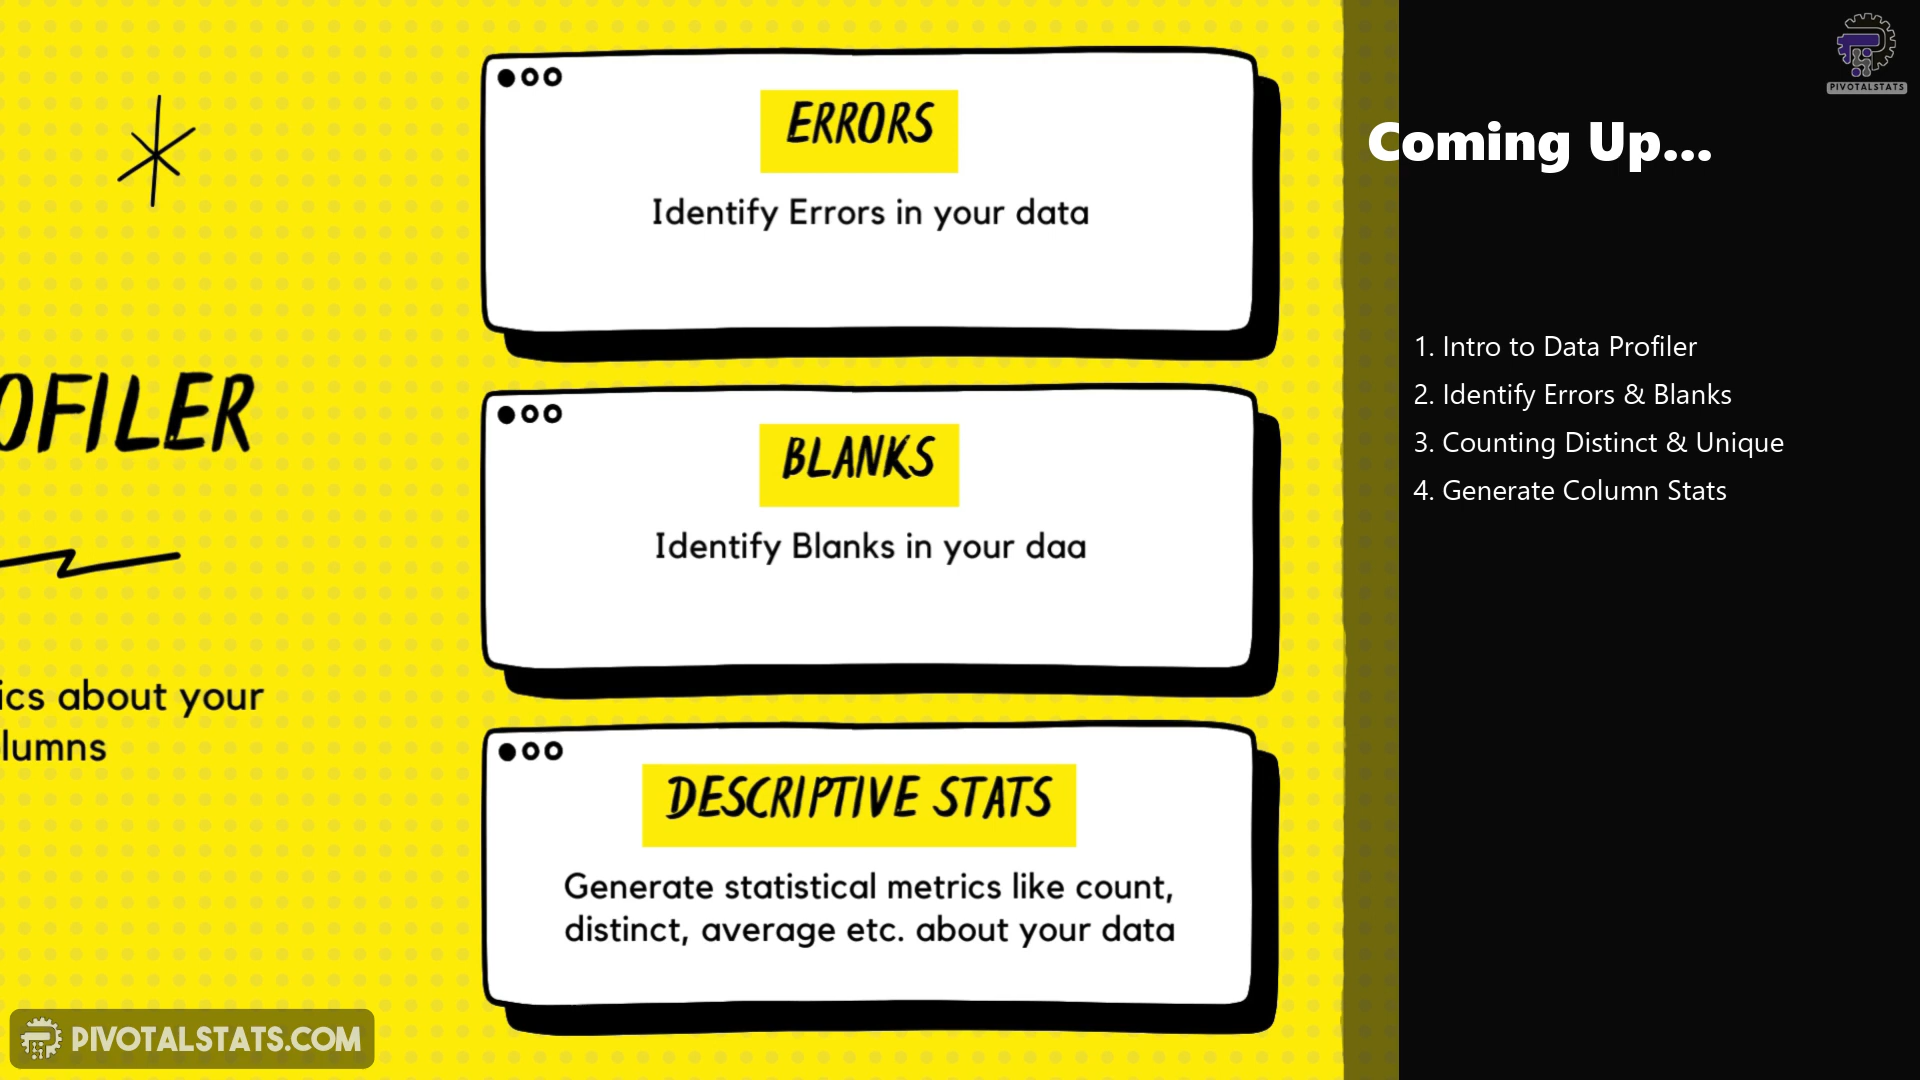 OFILER
ics about your
lumns
ERRORS
Identify Errors in your data
BLANKS
Identify Blanks in your daa
DESCRIPTIVE STATS
Generate statistical metrics like count,
distinct, average etc. about your data
PIVOTALSTATS.COM
PIVOTALSTATS
Coming Up...
1. Intro to Data Profiler
2. Identify Errors & Blanks
3. Counting Distinct & Unique
4. Generate Column Stats